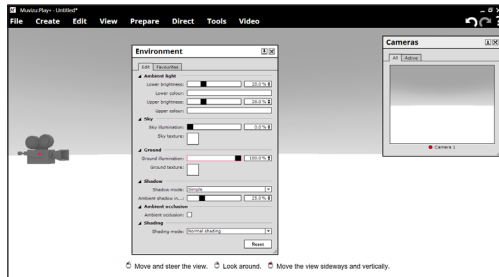 Muvizu:Play+ - Untitled*
File Create Edit View Prepare Direct Tools Video
Environment
Edit Favourites
Ambient light
Lower brightness: 20.0 %
Lower colour:
Upper brightness: 20.0 %
Upper colour:
Sky
Sky illumination: 0.0 %
Sky texture:
Ground
Ground illumination: 100.0 %
Ground texture:
Shadow
Shadow mode: Simple
Ambient shadow in...: 25.0 %
Ambient occlusion
Ambient occlusion:
Shading
Shading mode: Normal shading
Reset
Cameras
All Active
Camera 1
Move and steer the view. Look around. Move the view sideways and vertically.